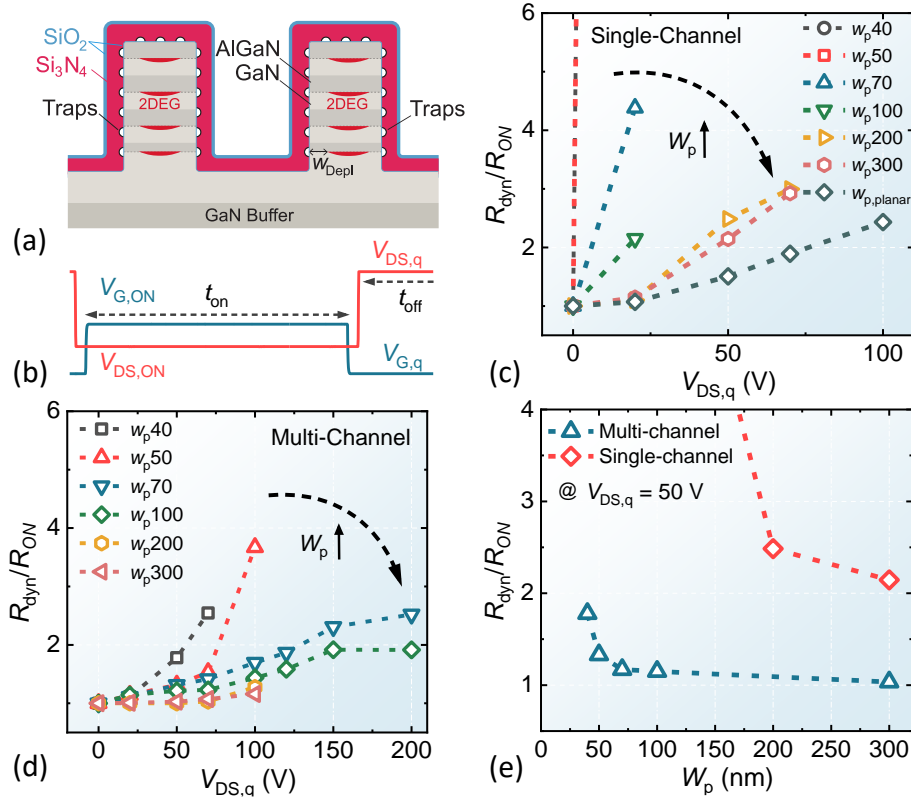 SiO2
Si3N4
AlGaN
GaN
2DEG
2DEG
Traps
Traps
wDepl
GaN Buffer
(a)
VDS,q
VG,ON
ton
toff
VDS,ON
VG,q
(b)
6
4
2
Rdyn/RON
Single-Channel
wp40
wp50
wp70
wp100
wp200
wp300
wp,planar
Wp
0
50
100
VDS,q (V)
(c)
6
4
2
Rdyn/RON
wp40
wp50
wp70
wp100
wp200
wp300
Multi-Channel
Wp
0
50
100
150
200
VDS,q (V)
(d)
4
3
2
1
Rdyn/RON
Multi-channel
Single-channel
@ VDS,q = 50 V
0
50
100
150
200
250
300
Wp (nm)
(e)